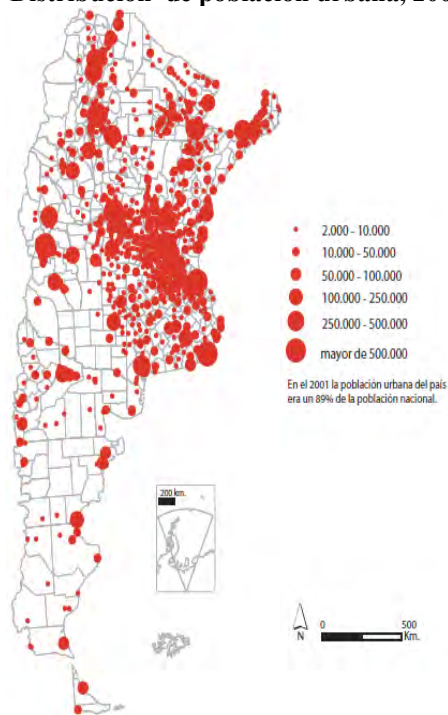 2.000 - 10.000
10.000 - 50.000
50.000 - 100.000
100.000 - 250.000
250.000 - 500.000
mayor de 500.000
En el 2001 la población urbana del país
era un 89% de la población nacional.
200 km.
N
0 500
Km.